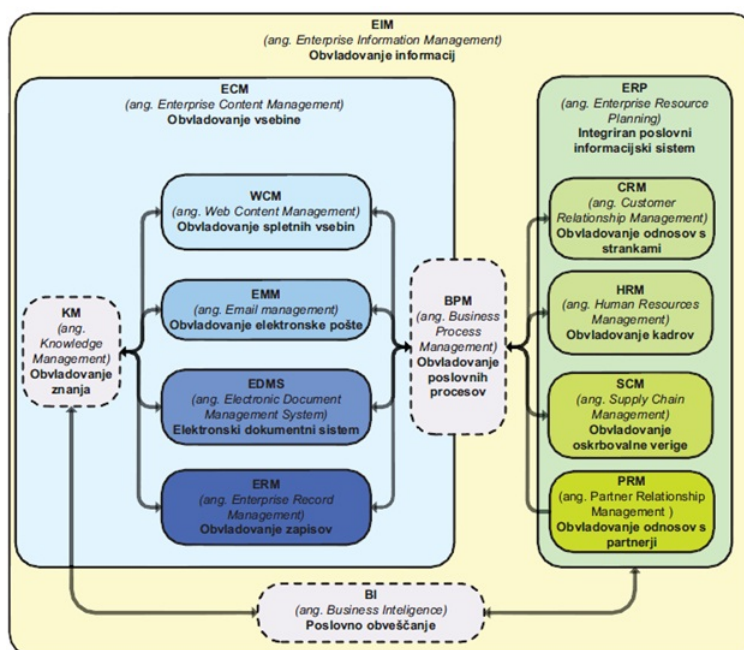 EIM
(ang. Enterprise Information Management)
Obvladovanje informacij
ECM
(ang. Enterprise Content Management)
Obvladovanje vsebine
WCM
(ang. Web Content Management)
Obvladovanje spletnih vsebin
EMM
(ang. Email management)
Obvladovanje elektronske pošte
EDMS
(ang. Electronic Document
Management System)
Elektronski dokumentni sistem
ERM
(ang. Enterprise Record
Management)
Obvladovanje zapisov
KM
(ang.
Knowledge
Management)
Obvladovanje
znanja
BPM
(ang. Business
Process
Management)
Obvladovanje
poslovnih
procesov
ERP
(ang. Enterprise Resource
Planning)
Integriran poslovni
informacijski sistem
CRM
(ang. Customer
Relationship Management)
Obvladovanje odnosov s
strankami
HRM
(ang. Human Resources
Management)
Obvladovanje kadrov
SCM
(ang. Supply Chain
Management)
Obvladovanje
oskrbovalne verige
PRM
(ang. Partner Relationship
Management )
Obvladovanje odnosov s
partnerji
BI
(ang. Business Inteligence)
Poslovno obveščanje